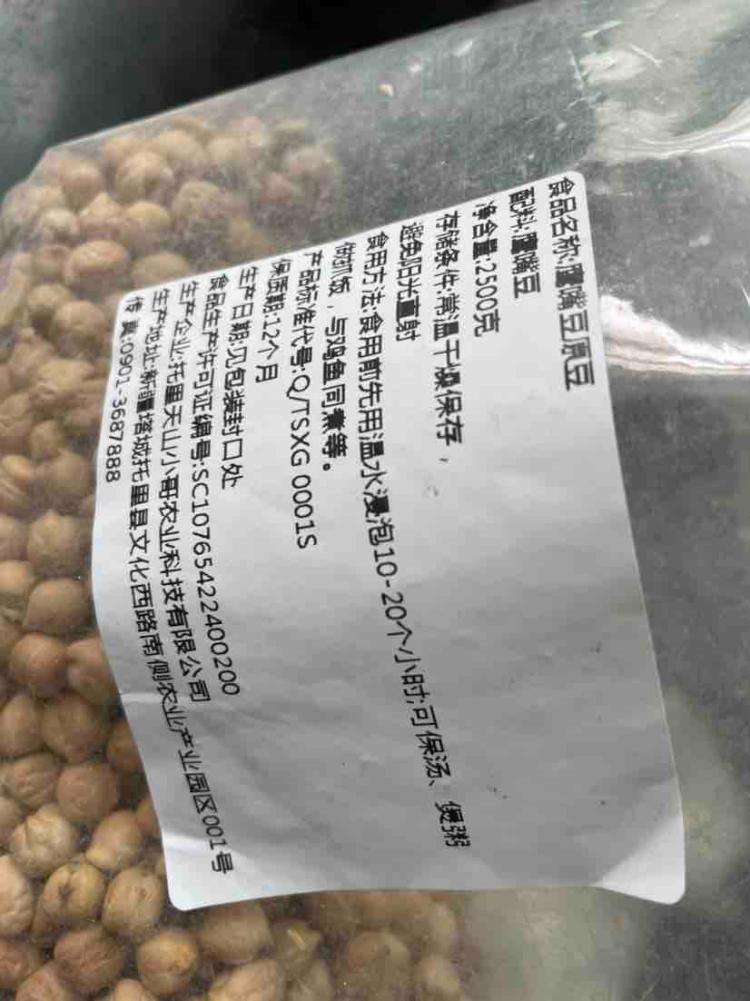 食品名称:鹰嘴豆原豆
配料:鹰嘴豆
净含量:2500克
存储条件:常温干燥保存，
避免阳光直射
食用方法:食用前先用温水浸泡10-20个小时;可保汤、煲粥
做抓饭，与鸡鱼同煮等。
产品标准代号:Q/TSXG 0001S
保质期:12个月
生产日期:见包装封口处
食品生产许可证编号:SC10765422400200
生产企业:托里天山小哥农业科技有限公司
生产地址:新疆塔城托里县文化西路南侧农业产业园区001号
传真:0901-3687888